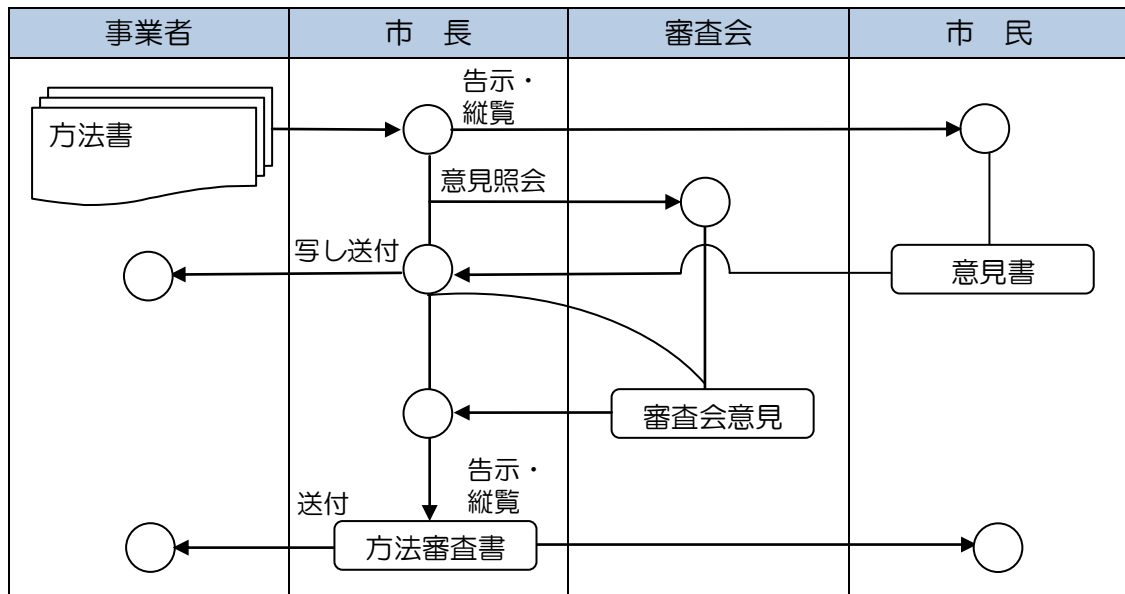 事業者
市　長
審査会
市　民
方法書
告示・
縦覧
意見照会
写し送付
意見書
審査会意見
告示・
縦覧
送付
方法審査書